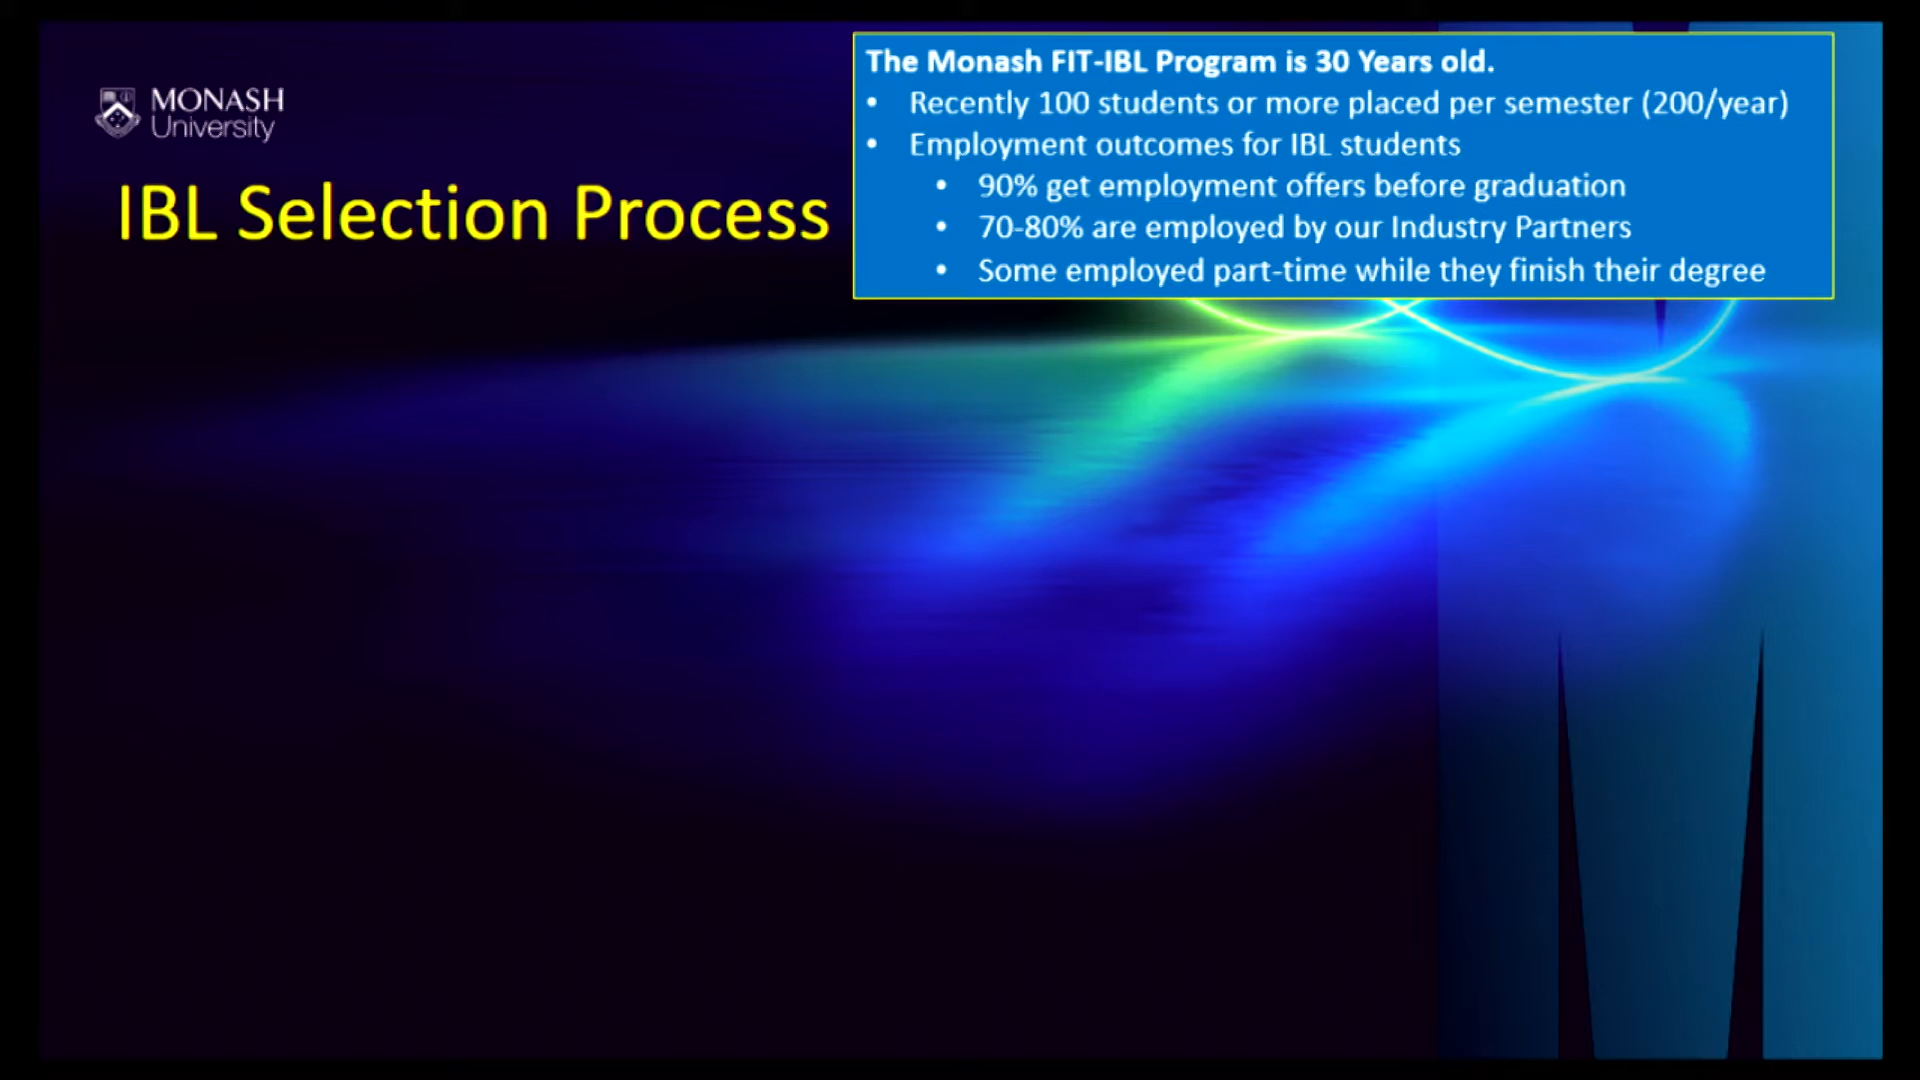 MONASH
University
IBL Selection Process
The Monash FIT-IBL Program is 30 Years old.
• Recently 100 students or more placed per semester (200/year)
• Employment outcomes for IBL students
• 90% get employment offers before graduation
• 70-80% are employed by our Industry Partners
• Some employed part-time while they finish their degree